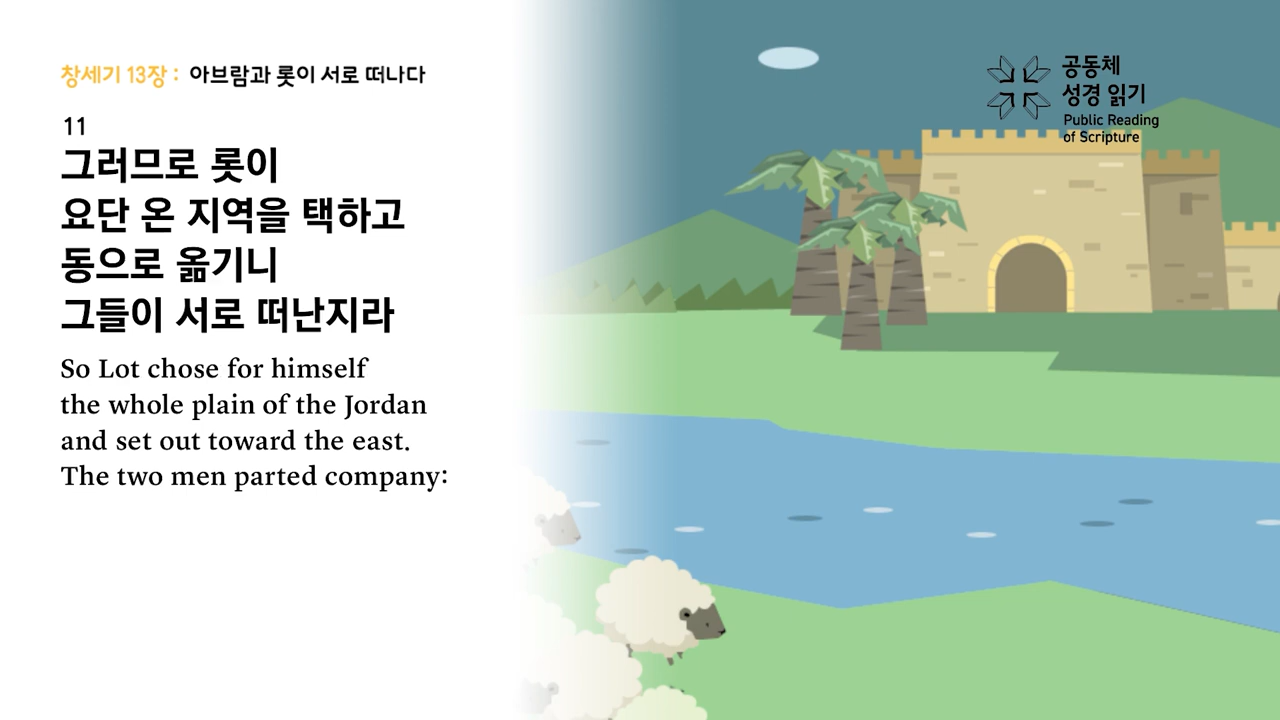 창세기 13장 : 아브람과 롯이 서로 떠나다
11
그러므로 롯이
요단 온 지역을 택하고
동으로 옮기니
그들이 서로 떠난지라
So Lot chose for himself
the whole plain of the Jordan
and set out toward the east.
The two men parted company:
공동체
성경 읽기
Public Reading
of Scripture